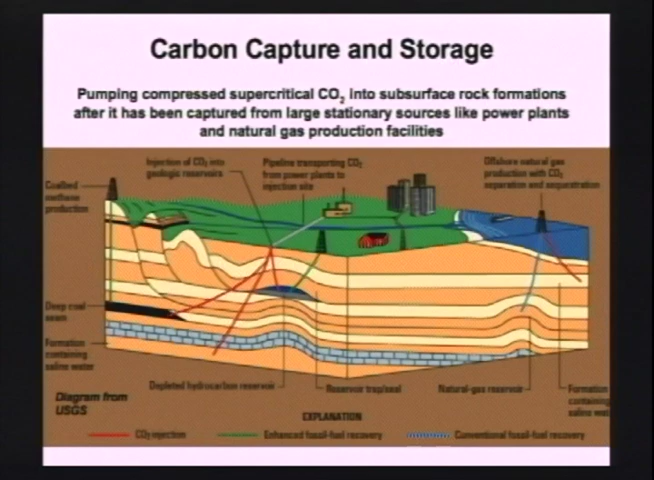 Carbon Capture and Storage
Pumping compressed supercritical CO₂ into subsurface rock formations
after it has been captured from large stationary sources like power plants
and natural gas production facilities
Injection of CO₂ into
geologic reservoirs
Pipeline transporting CO₂
from power plants to
injection site
Offshore natural gas
production with CO₂
separation and sequestration
Coalbed
methane
production
Deep coal
seam
Formation
containing
saline water
Depleted hydrocarbon reservoir
Reservoir trap/seal
Natural-gas reservoir
Formation
containing
saline wat
Diagram from
USGS
EXPLANATION
CO₂ injection
Enhanced fossil-fuel recovery
Conventional fossil-fuel recovery